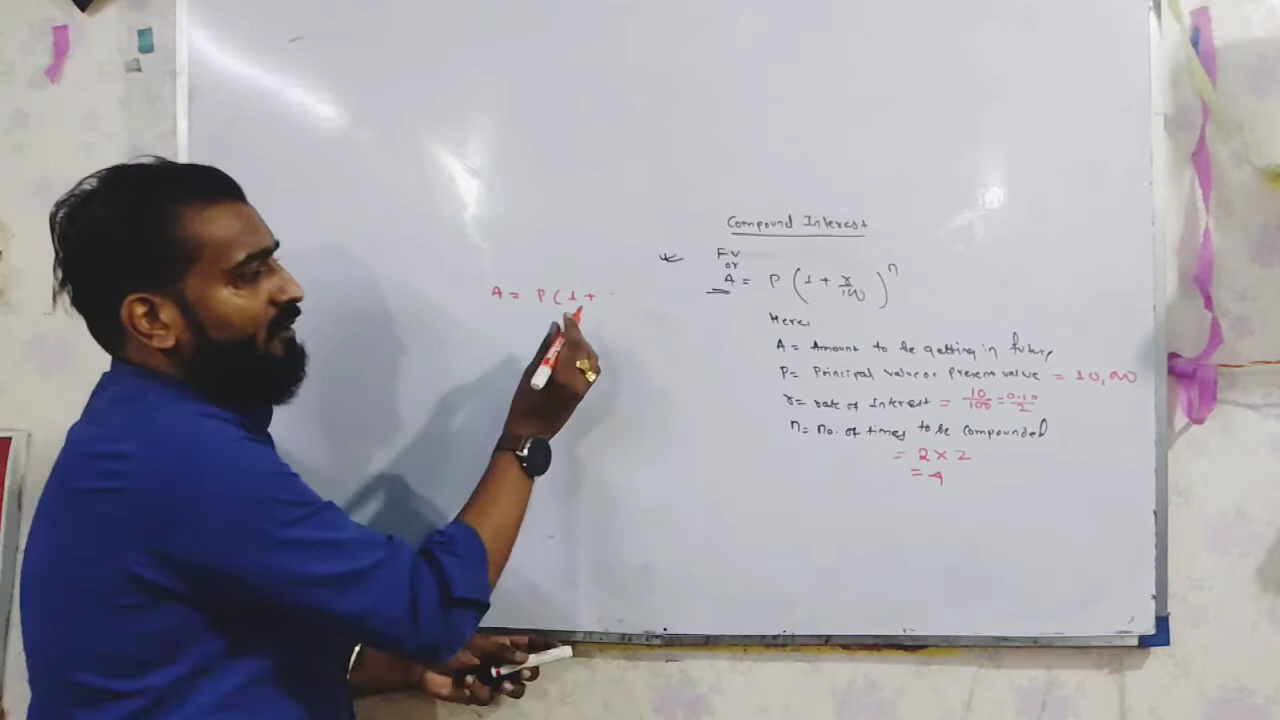 Compound Interest
FV
or
A = P (1 + r/100)^n
A = P ( 1 +
Here,
A = Amount to be getting in future
P = Principal value or Present value = 10,000
r = rate of Interest = 10/100 = 0.10/2
n = no. of times to be compounded
= 2 × 2
= 4